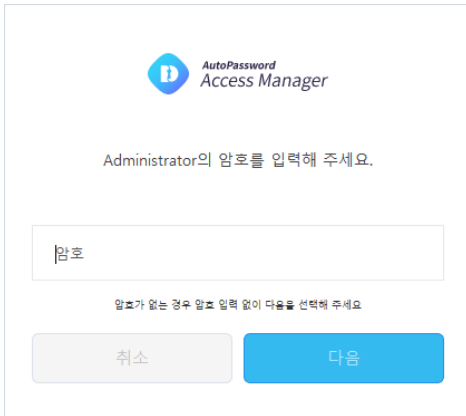 AutoPassword
Access Manager
Administrator의 암호를 입력해 주세요.
암호
암호가 없는 경우 암호 입력 없이 다음을 선택해 주세요
취소
다음